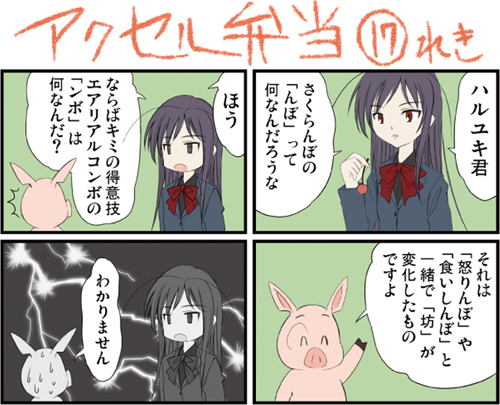 アクセル弁当⑰れき
ハルユキ君
さくらんぼの
「んぼ」って
何なんだろうな
それは
「怒りんぼ」や
「食いしんぼ」と
一緒で「坊」が
変化したもの
ですよ
ほう
ならばキミの得意技
エアリアルコンボの
「ンボ」は
何なんだ？
わかりません